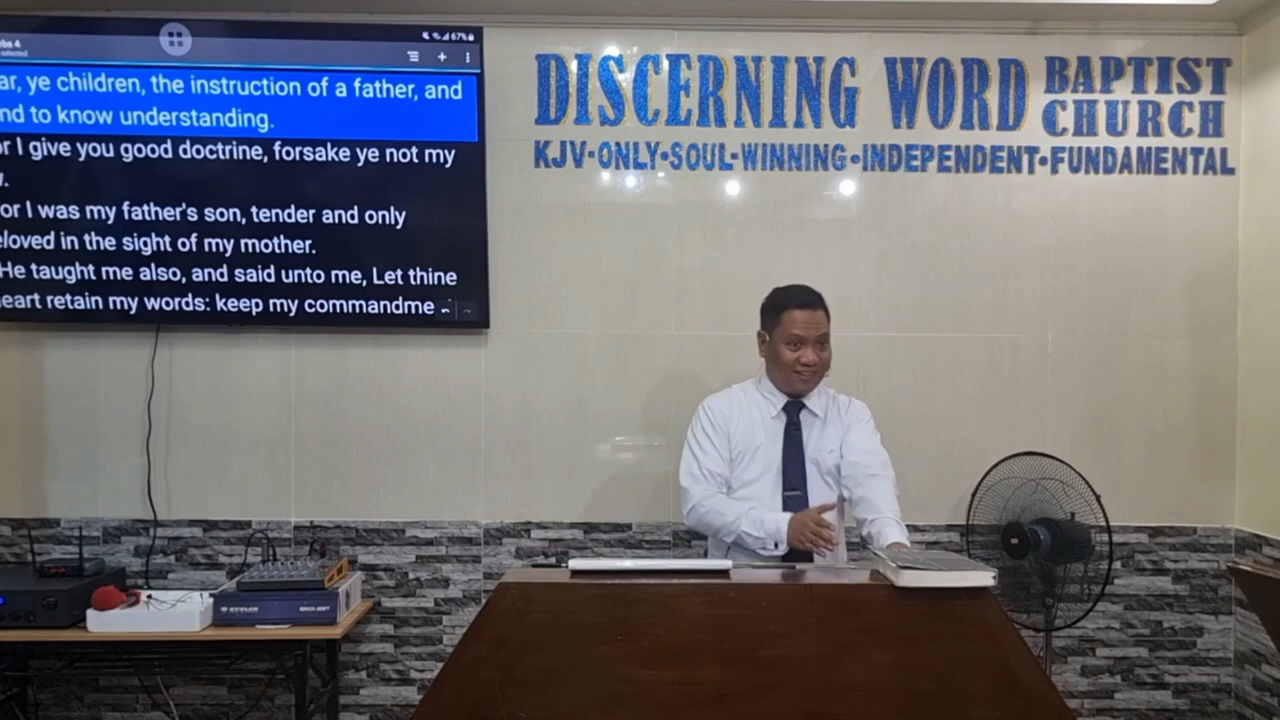 67%
ar, ye children, the instruction of a father, and
nd to know understanding.
or I give you good doctrine, forsake ye not my
or I was my father's son, tender and only
eloved in the sight of my mother.
He taught me also, and said unto me, Let thine
eart retain my words: keep my commandme
DISCERNING WORD BAPTIST CHURCH
KJV-ONLY•SOUL-WINNING•INDEPENDENT•FUNDAMENTAL